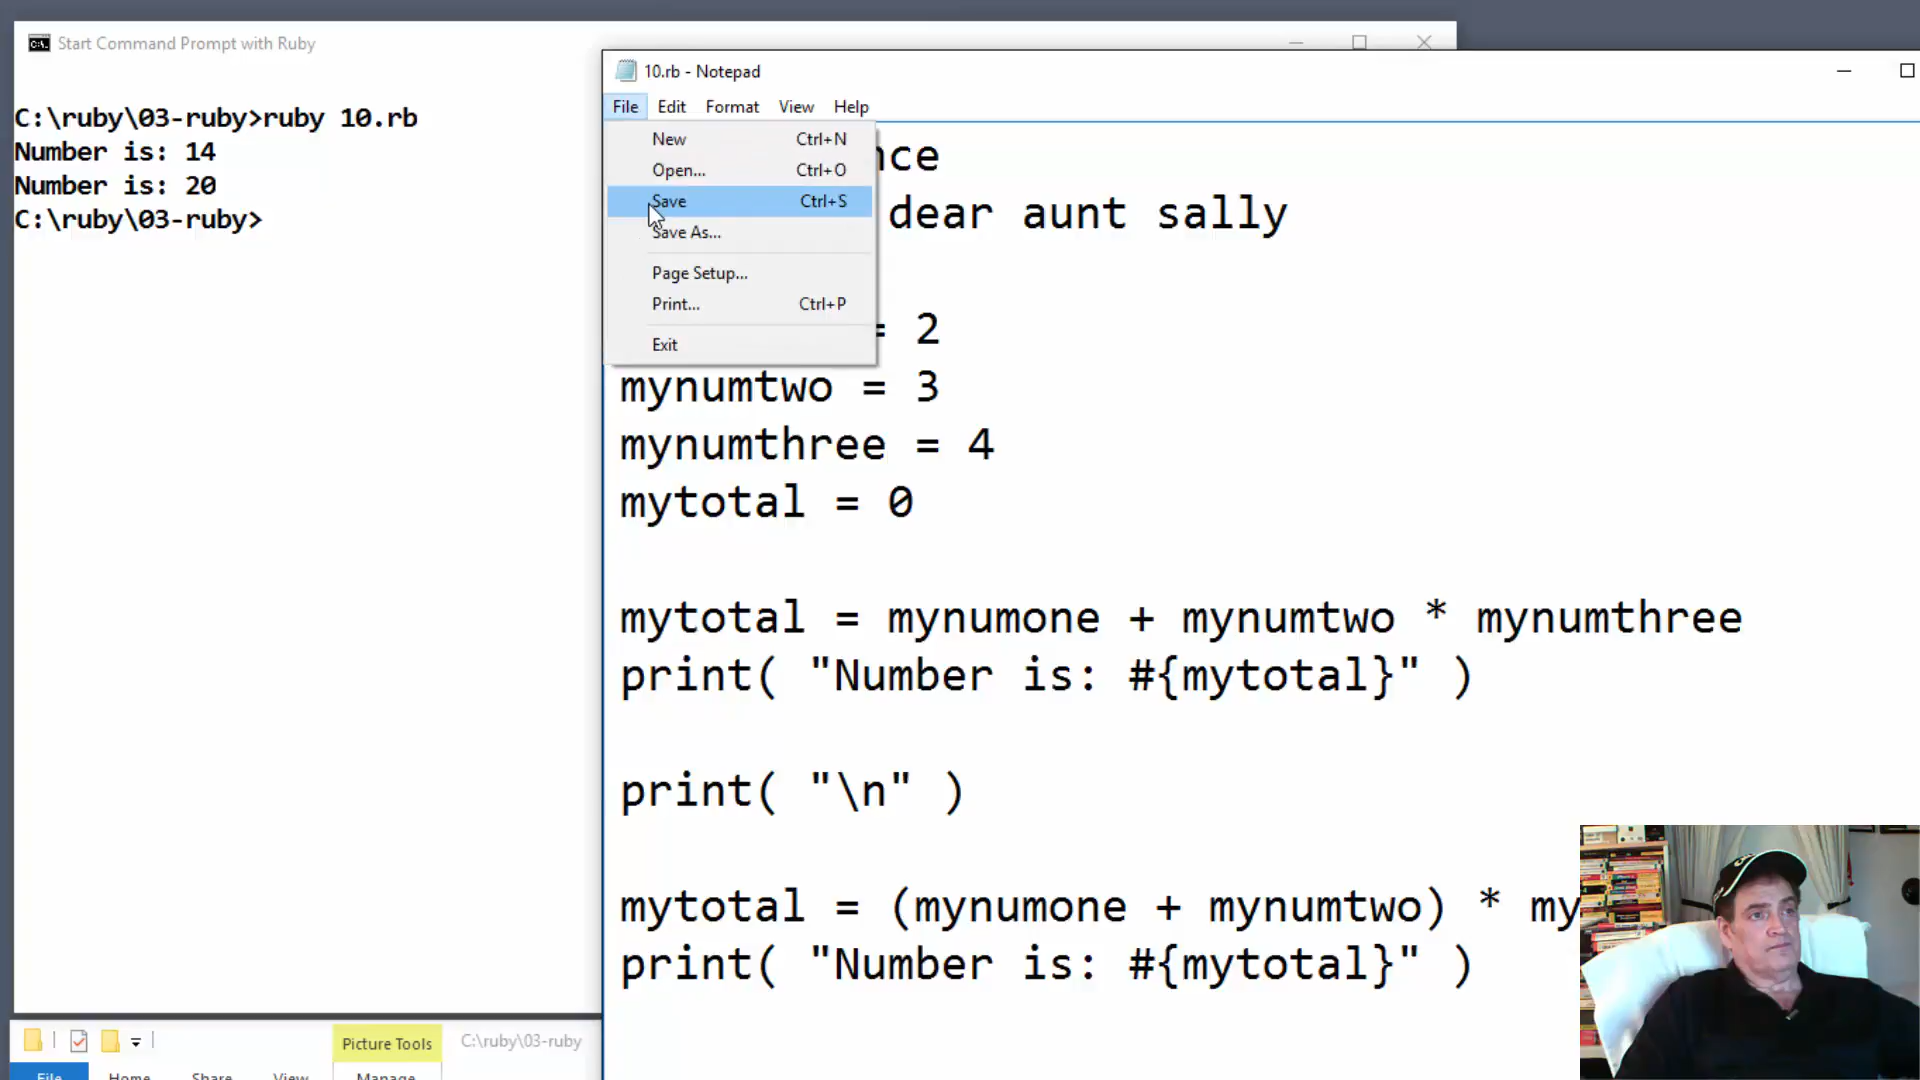 Start Command Prompt with Ruby
C:\ruby\03-ruby>ruby 10.rb
Number is: 14
Number is: 20
C:\ruby\03-ruby>
10.rb - Notepad
File Edit Format View Help
New Ctrl+N
Open... Ctrl+O
Save Ctrl+S
Save As...
Page Setup...
Print... Ctrl+P
Exit
nce
dear aunt sally
= 2
mynumtwo = 3
mynumthree = 4
mytotal = 0
mytotal = mynumone + mynumtwo * mynumthree
print( "Number is: #{mytotal}" )
print( "\n" )
mytotal = (mynumone + mynumtwo) * my
print( "Number is: #{mytotal}" )
Picture Tools C:\ruby\03-ruby
File Home Share View Manage